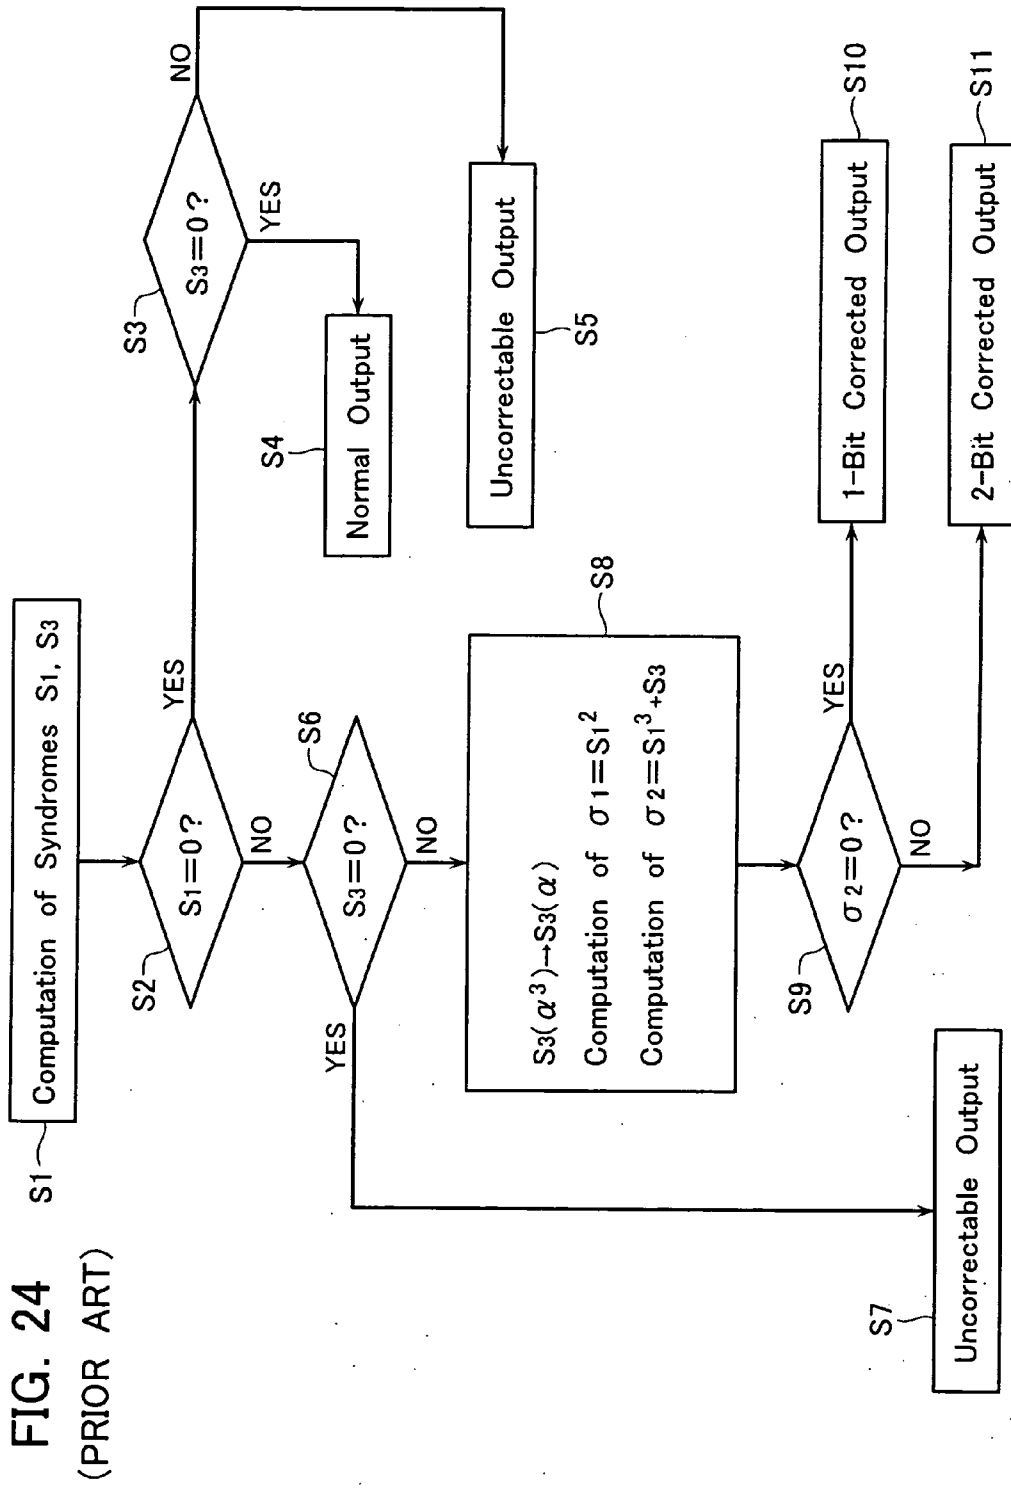 FIG. 24
(PRIOR ART)
S1
Computation of Syndromes S1, S3
S2
S1=0?
YES
NO
S3
S3=0?
NO
YES
S4
Normal Output
Uncorrectable Output
S5
S6
S3=0?
YES
NO
S8
S3(α³)→S3(α)
Computation of σ1=S1²
Computation of σ2=S1³+S3
S9
σ2=0?
YES
NO
S7
Uncorrectable Output
1-Bit Corrected Output
S10
2-Bit Corrected Output
S11